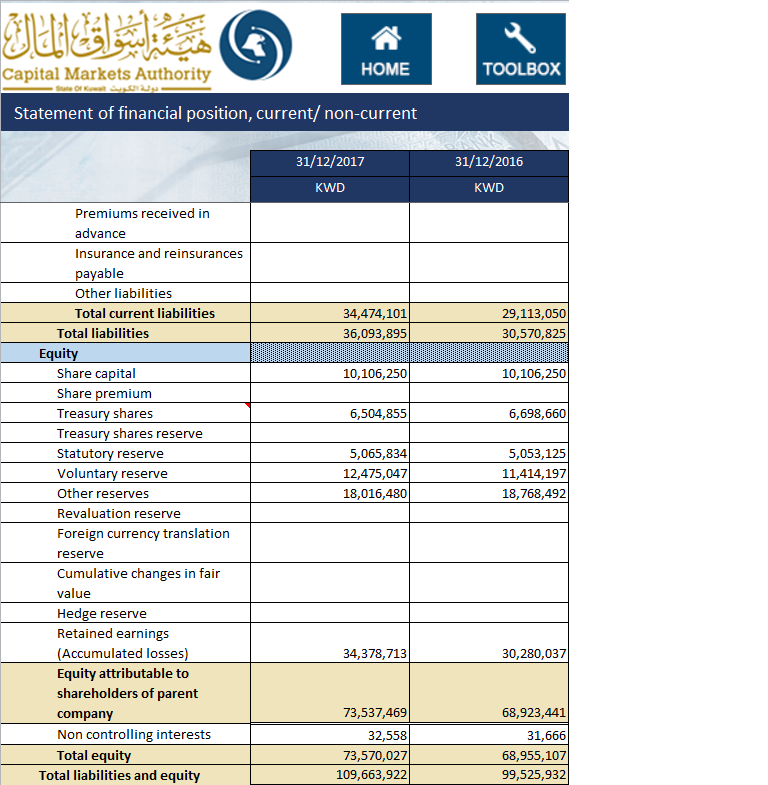 هيئة أسواق المال
Capital Markets Authority
State Of Kuwait دولة الكويت
HOME
TOOLBOX
Statement of financial position, current/ non-current
31/12/2017 31/12/2016
KWD KWD
Premiums received in
advance
Insurance and reinsurances
payable
Other liabilities
Total current liabilities 34,474,101 29,113,050
Total liabilities 36,093,895 30,570,825
Equity
Share capital 10,106,250 10,106,250
Share premium
Treasury shares 6,504,855 6,698,660
Treasury shares reserve
Statutory reserve 5,065,834 5,053,125
Voluntary reserve 12,475,047 11,414,197
Other reserves 18,016,480 18,768,492
Revaluation reserve
Foreign currency translation
reserve
Cumulative changes in fair
value
Hedge reserve
Retained earnings
(Accumulated losses) 34,378,713 30,280,037
Equity attributable to
shareholders of parent
company 73,537,469 68,923,441
Non controlling interests 32,558 31,666
Total equity 73,570,027 68,955,107
Total liabilities and equity 109,663,922 99,525,932